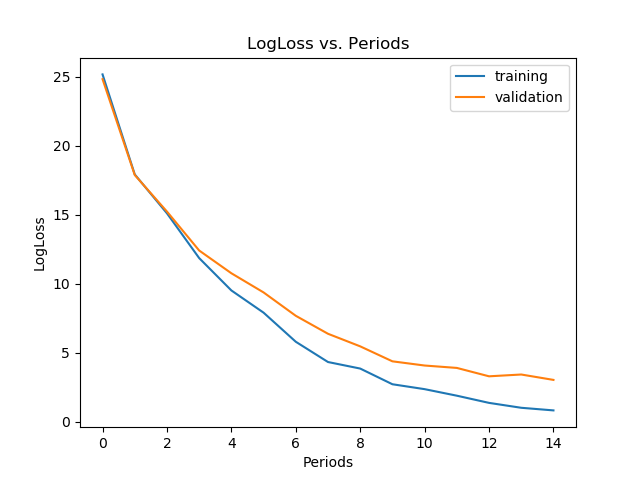 LogLoss vs. Periods
training
validation
LogLoss
25
20
15
10
5
0
0 2 4 6 8 10 12 14
Periods